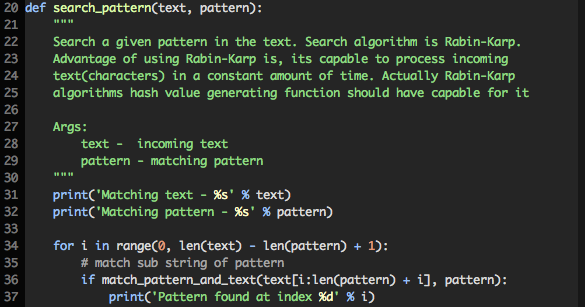 20 def search_pattern(text, pattern):
21     """
22     Search a given pattern in the text. Search algorithm is Rabin-Karp.
23     Advantage of using Rabin-Karp is, its capable to process incoming
24     text(characters) in a constant amount of time. Actually Rabin-Karp
25     algorithms hash value generating function should have capable for it
26
27     Args:
28         text -  incoming text
29         pattern - matching pattern
30     """
31     print('Matching text - %s' % text)
32     print('Matching pattern - %s' % pattern)
33
34     for i in range(0, len(text) - len(pattern) + 1):
35         # match sub string of pattern
36         if match_pattern_and_text(text[i:len(pattern) + i], pattern):
37             print('Pattern found at index %d' % i)